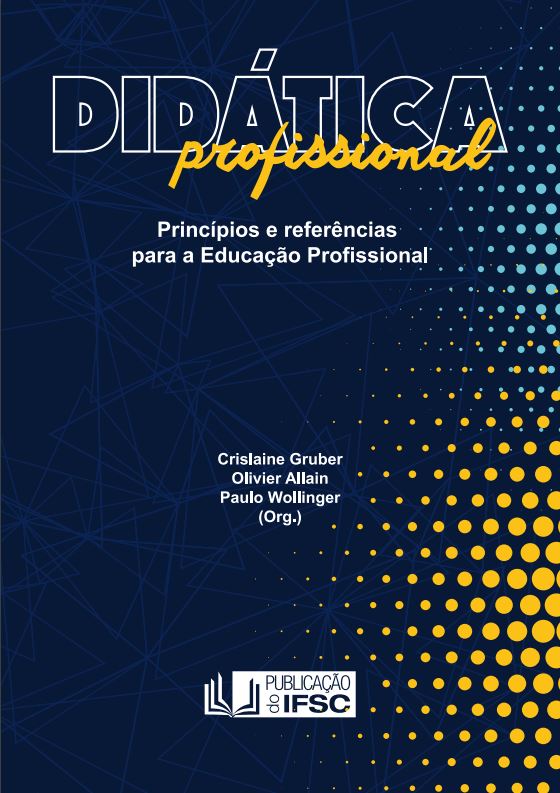 DIDÁTICA
profissional
Princípios e referências
para a Educação Profissional
Crislaine Gruber
Olivier Allain
Paulo Wollinger
(Org.)
PUBLICAÇÃO
do IFSC